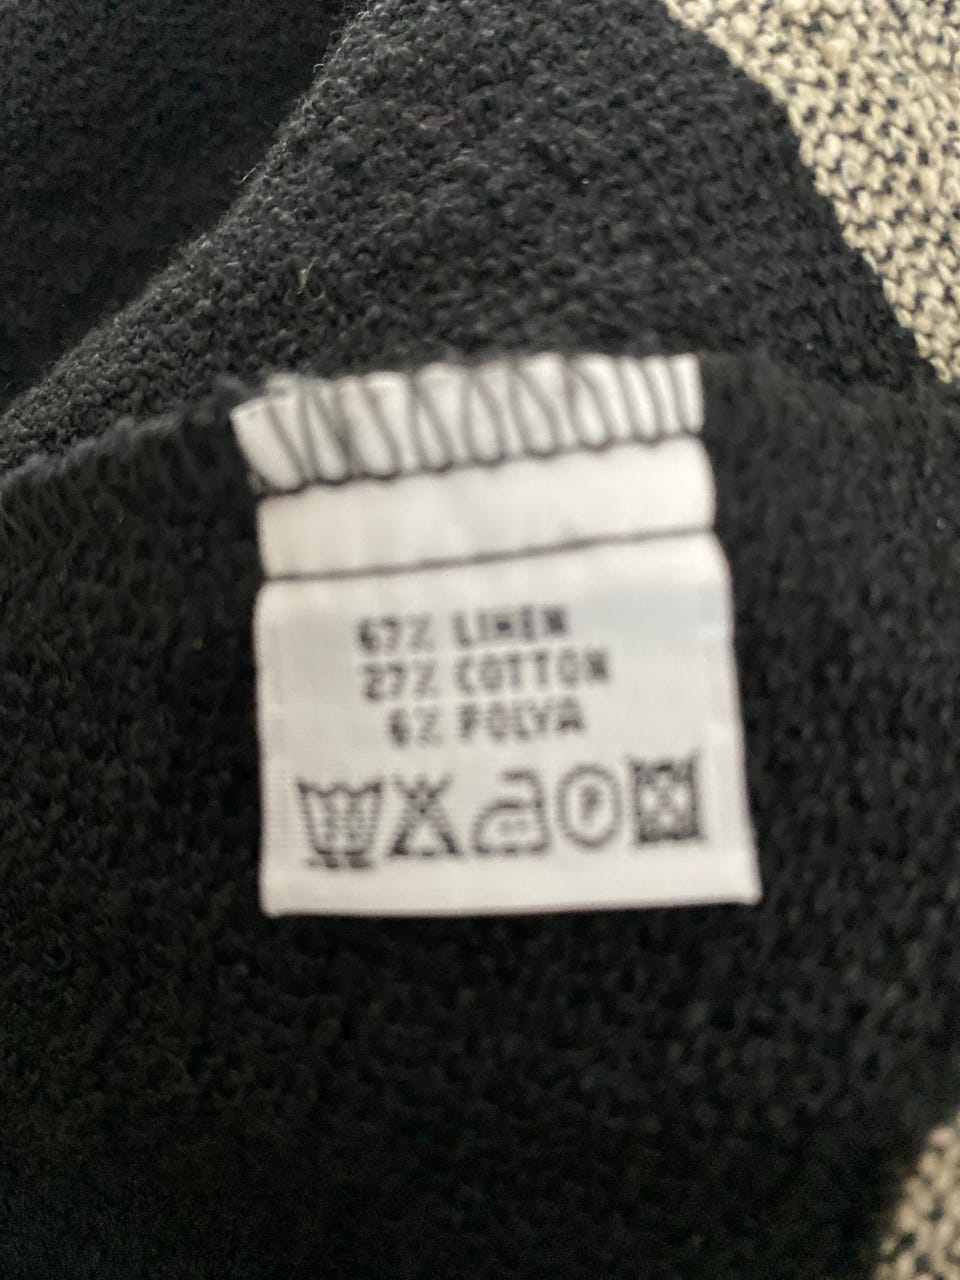 67% LINEN
27% COTTON
6% POLYA
P